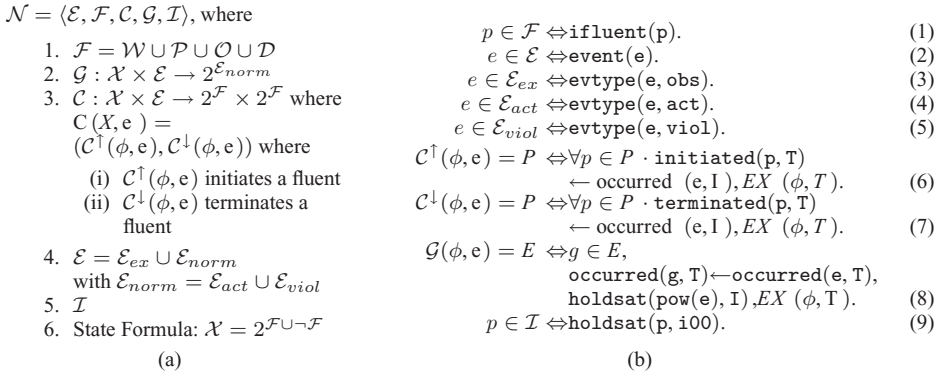 𝒩 = ⟨ℰ, ℱ, 𝒞, 𝒢, ℐ⟩, where
1. ℱ = 𝒲 ∪ 𝒫 ∪ 𝒪 ∪ 𝒟
2. 𝒢 : 𝒳 × ℰ → 2^{ℰ_norm}
3. 𝒞 : 𝒳 × ℰ → 2^ℱ × 2^ℱ where
C (X, e ) =
(𝒞↑(ϕ, e), 𝒞↓(ϕ, e)) where
(i) 𝒞↑(ϕ, e) initiates a fluent
(ii) 𝒞↓(ϕ, e) terminates a
fluent
4. ℰ = ℰ_ex ∪ ℰ_norm
with ℰ_norm = ℰ_act ∪ ℰ_viol
5. ℐ
6. State Formula: 𝒳 = 2^{ℱ∪¬ℱ}
(a)
p ∈ ℱ ⇔ ifluent(p). (1)
e ∈ ℰ ⇔ event(e). (2)
e ∈ ℰ_ex ⇔ evtype(e, obs). (3)
e ∈ ℰ_act ⇔ evtype(e, act). (4)
e ∈ ℰ_viol ⇔ evtype(e, viol). (5)
𝒞↑(ϕ, e) = P ⇔ ∀p ∈ P · initiated(p, T)
← occurred (e, I ), EX (ϕ, T ). (6)
𝒞↓(ϕ, e) = P ⇔ ∀p ∈ P · terminated(p, T)
← occurred (e, I ), EX (ϕ, T ). (7)
𝒢(ϕ, e) = E ⇔ g ∈ E,
occurred(g, T) ← occurred(e, T),
holdsat(pow(e), I), EX (ϕ, T ). (8)
p ∈ ℐ ⇔ holdsat(p, i00). (9)
(b)